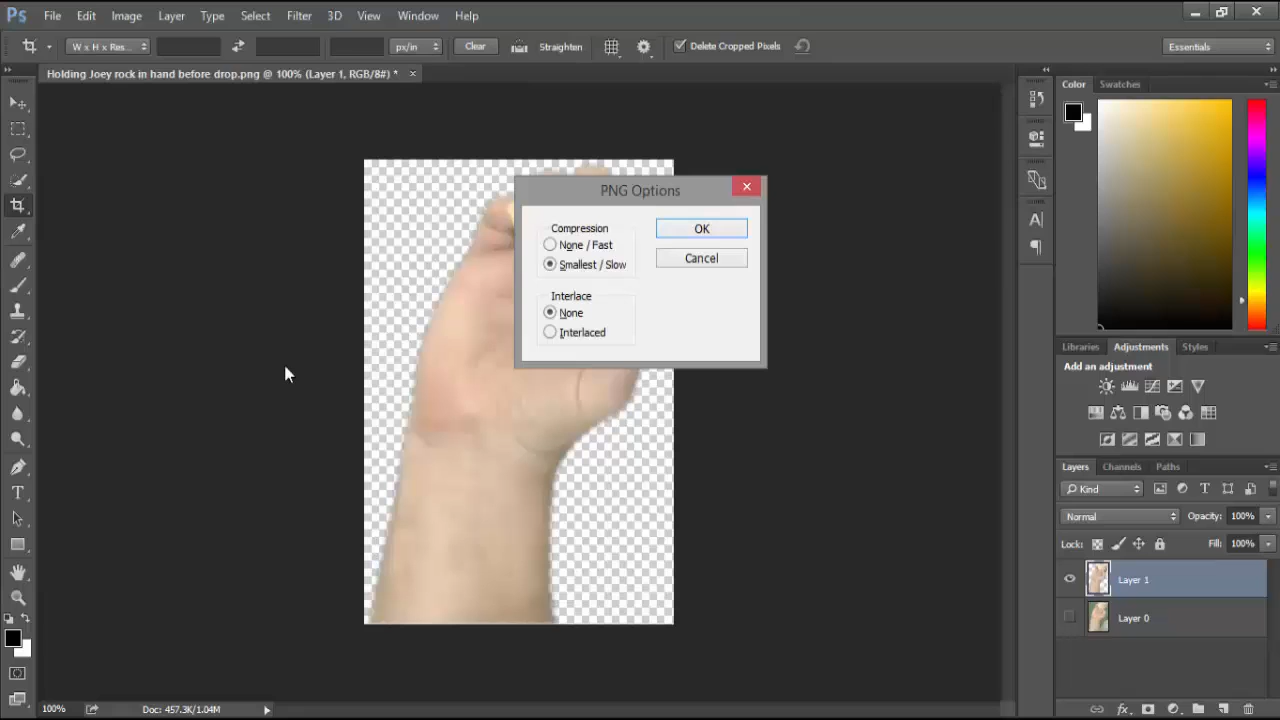 Ps File Edit Image Layer Type Select Filter 3D View Window Help
W x H x Res... Clear Straighten px/in Delete Cropped Pixels Essentials
Holding Joey rock in hand before drop.png @ 100% (Layer 1, RGB/8#) *
Color Swatches
PNG Options
Compression
None / Fast
Smallest / Slow
OK
Cancel
Interlace
None
Interlaced
Libraries Adjustments Styles
Add an adjustment
Layers Channels Paths
Kind
Normal Opacity: 100%
Lock: Fill: 100%
Layer 1
Layer 0
100% Doc: 457.3K/1.04M